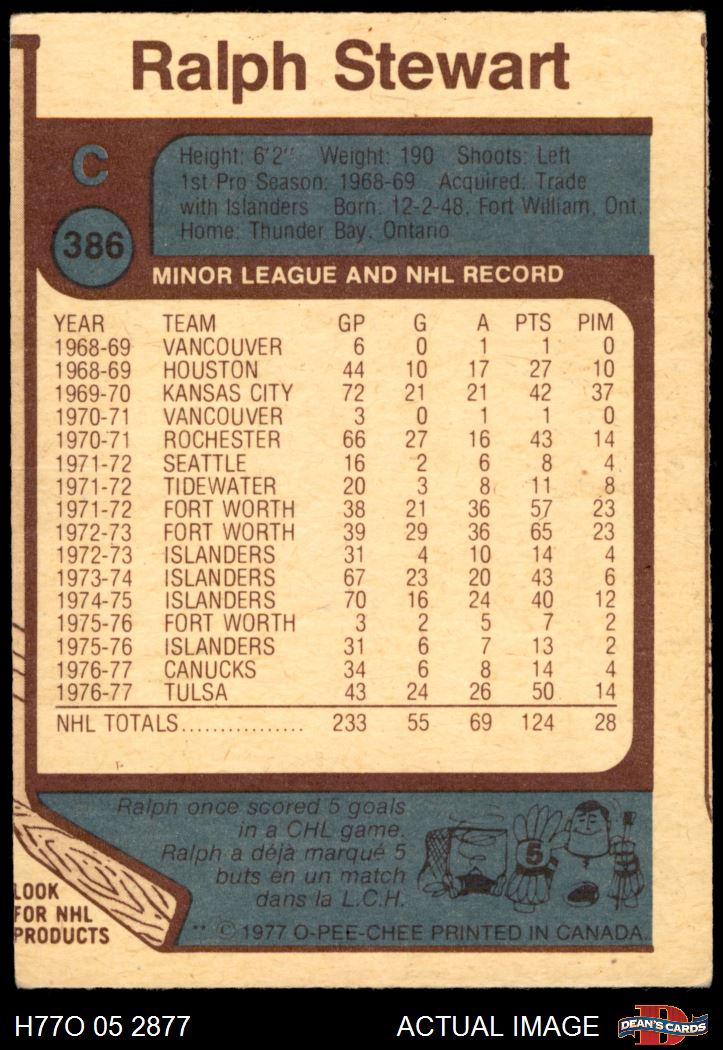 Ralph Stewart
C
386
Height: 6'2" Weight: 190 Shoots: Left
1st Pro Season: 1968-69 Acquired: Trade
with Islanders Born: 12-2-48, Fort William, Ont.
Home: Thunder Bay, Ontario
MINOR LEAGUE AND NHL RECORD
YEAR TEAM GP G A PTS PIM
1968-69 VANCOUVER 6 0 1 1 0
1968-69 HOUSTON 44 10 17 27 10
1969-70 KANSAS CITY 72 21 21 42 37
1970-71 VANCOUVER 3 0 1 1 0
1970-71 ROCHESTER 66 27 16 43 14
1971-72 SEATTLE 16 2 6 8 4
1971-72 TIDEWATER 20 3 8 11 8
1971-72 FORT WORTH 38 21 36 57 23
1972-73 FORT WORTH 39 29 36 65 23
1972-73 ISLANDERS 31 4 10 14 4
1973-74 ISLANDERS 67 23 20 43 6
1974-75 ISLANDERS 70 16 24 40 12
1975-76 FORT WORTH 3 2 5 7 2
1975-76 ISLANDERS 31 6 7 13 2
1976-77 CANUCKS 34 6 8 14 4
1976-77 TULSA 43 24 26 50 14
NHL TOTALS................ 233 55 69 124 28
Ralph once scored 5 goals
in a CHL game.
Ralph a déjà marqué 5
buts en un match
dans la L.C.H.
5
LOOK
FOR NHL
PRODUCTS
** © 1977 O-PEE-CHEE PRINTED IN CANADA.
H77O 05 2877 ACTUAL IMAGE
D
DEAN'S CARDS